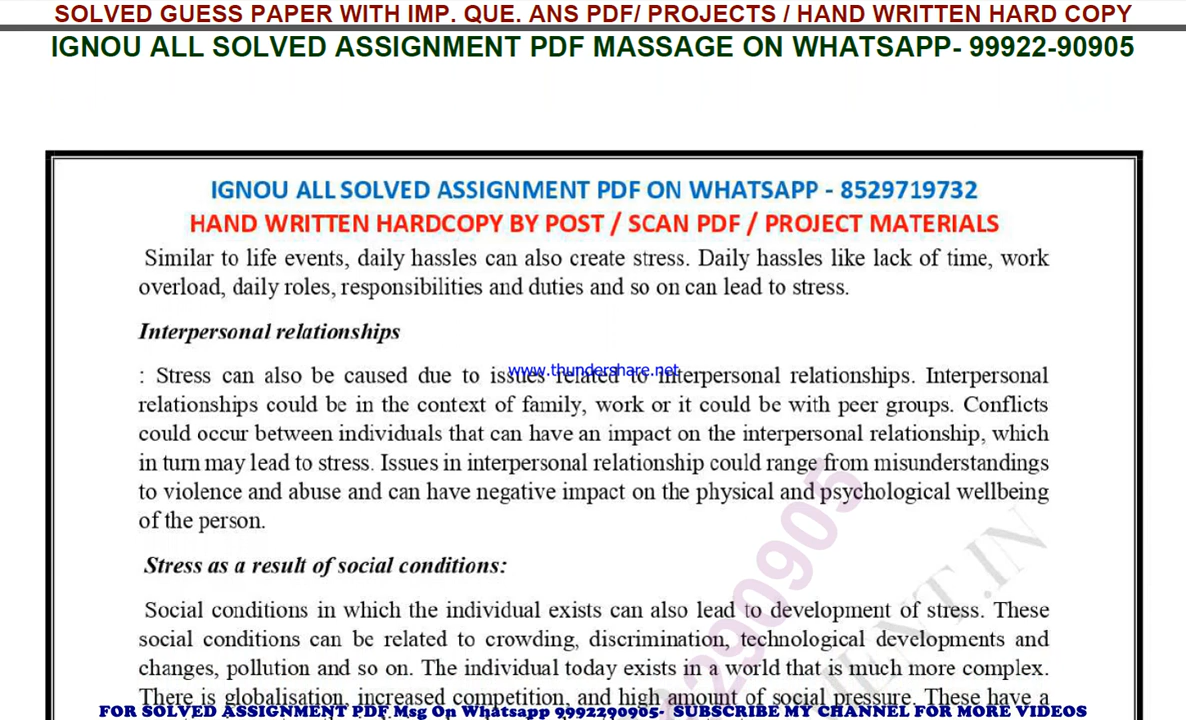 SOLVED GUESS PAPER WITH IMP. QUE. ANS PDF/ PROJECTS / HAND WRITTEN HARD COPY
IGNOU ALL SOLVED ASSIGNMENT PDF MASSAGE ON WHATSAPP- 99922-90905
IGNOU ALL SOLVED ASSIGNMENT PDF ON WHATSAPP - 8529719732
HAND WRITTEN HARDCOPY BY POST / SCAN PDF / PROJECT MATERIALS
Similar to life events, daily hassles can also create stress. Daily hassles like lack of time, work
overload, daily roles, responsibilities and duties and so on can lead to stress.
Interpersonal relationships
www.thundershare.net
: Stress can also be caused due to issues related to interpersonal relationships. Interpersonal
relationships could be in the context of family, work or it could be with peer groups. Conflicts
could occur between individuals that can have an impact on the interpersonal relationship, which
in turn may lead to stress. Issues in interpersonal relationship could range from misunderstandings
to violence and abuse and can have negative impact on the physical and psychological wellbeing
of the person.
Stress as a result of social conditions:
Social conditions in which the individual exists can also lead to development of stress. These
social conditions can be related to crowding, discrimination, technological developments and
changes, pollution and so on. The individual today exists in a world that is much more complex.
There is globalisation, increased competition, and high amount of social pressure. These have a
FOR SOLVED ASSIGNMENT PDF Msg On Whatsapp 9992290905- SUBSCRIBE MY CHANNEL FOR MORE VIDEOS
290905